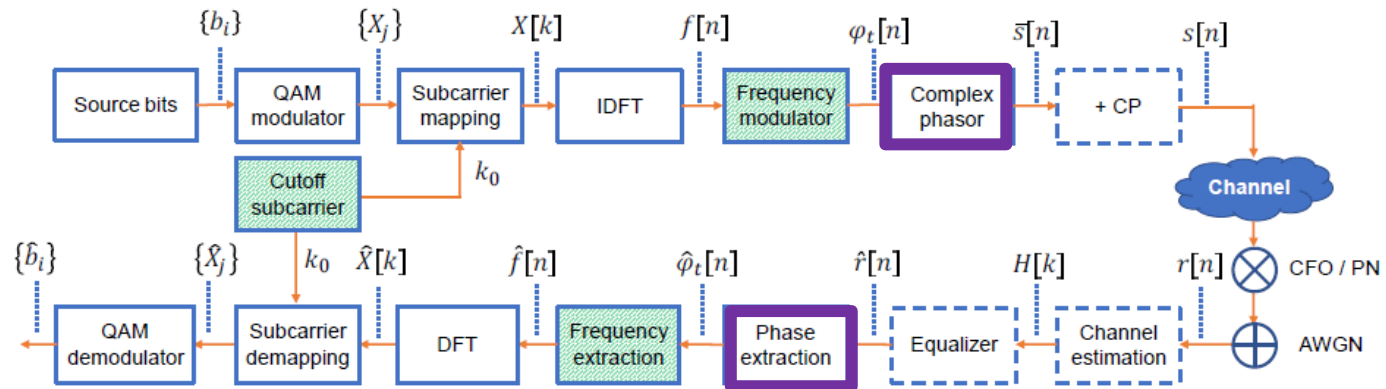 {b_i}
{X_j}
X[k]
f[n]
φ_t[n]
s̅[n]
s[n]
Source bits
QAM
modulator
Subcarrier
mapping
IDFT
Frequency
modulator
Complex
phasor
+ CP
k_0
Cutoff
subcarrier
Channel
k_0
{b̂_i}
{X̂_j}
X̂[k]
f̂[n]
φ̂_t[n]
r̂[n]
H[k]
r[n]
CFO / PN
QAM
demodulator
Subcarrier
demapping
DFT
Frequency
extraction
Phase
extraction
Equalizer
Channel
estimation
AWGN